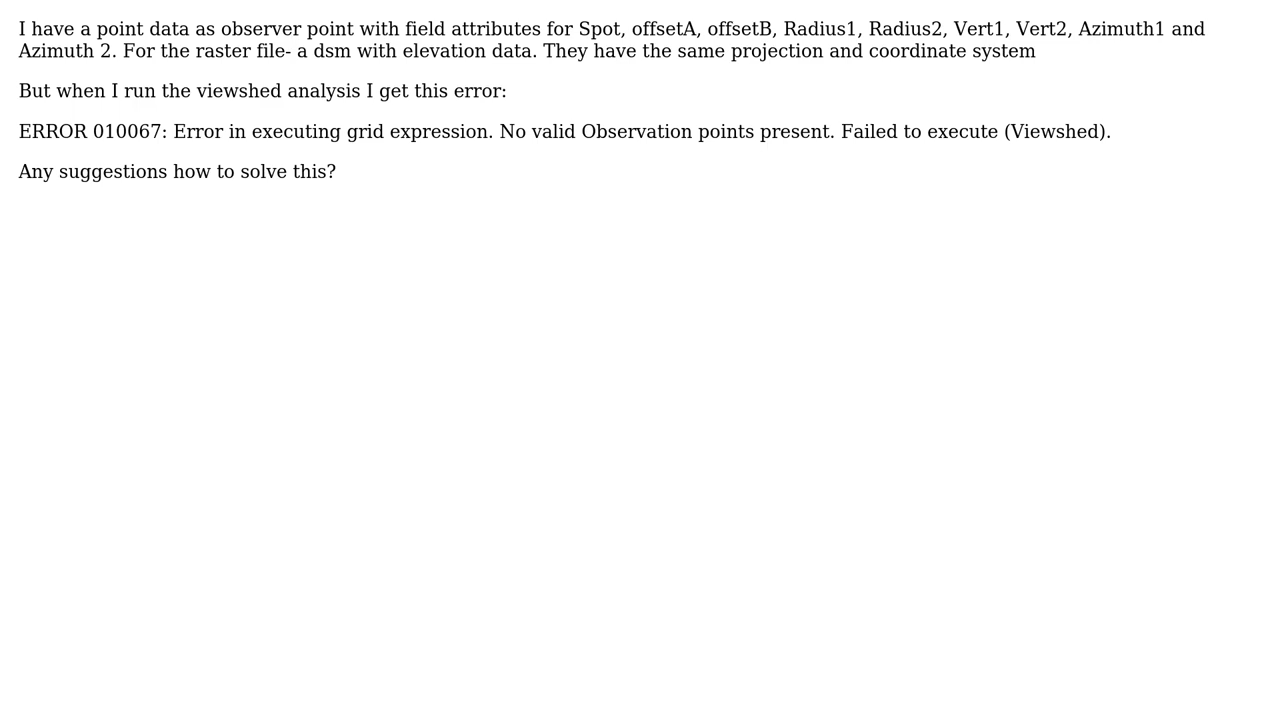 I have a point data as observer point with field attributes for Spot, offsetA, offsetB, Radius1, Radius2, Vert1, Vert2, Azimuth1 and
Azimuth 2. For the raster file- a dsm with elevation data. They have the same projection and coordinate system
But when I run the viewshed analysis I get this error:
ERROR 010067: Error in executing grid expression. No valid Observation points present. Failed to execute (Viewshed).
Any suggestions how to solve this?